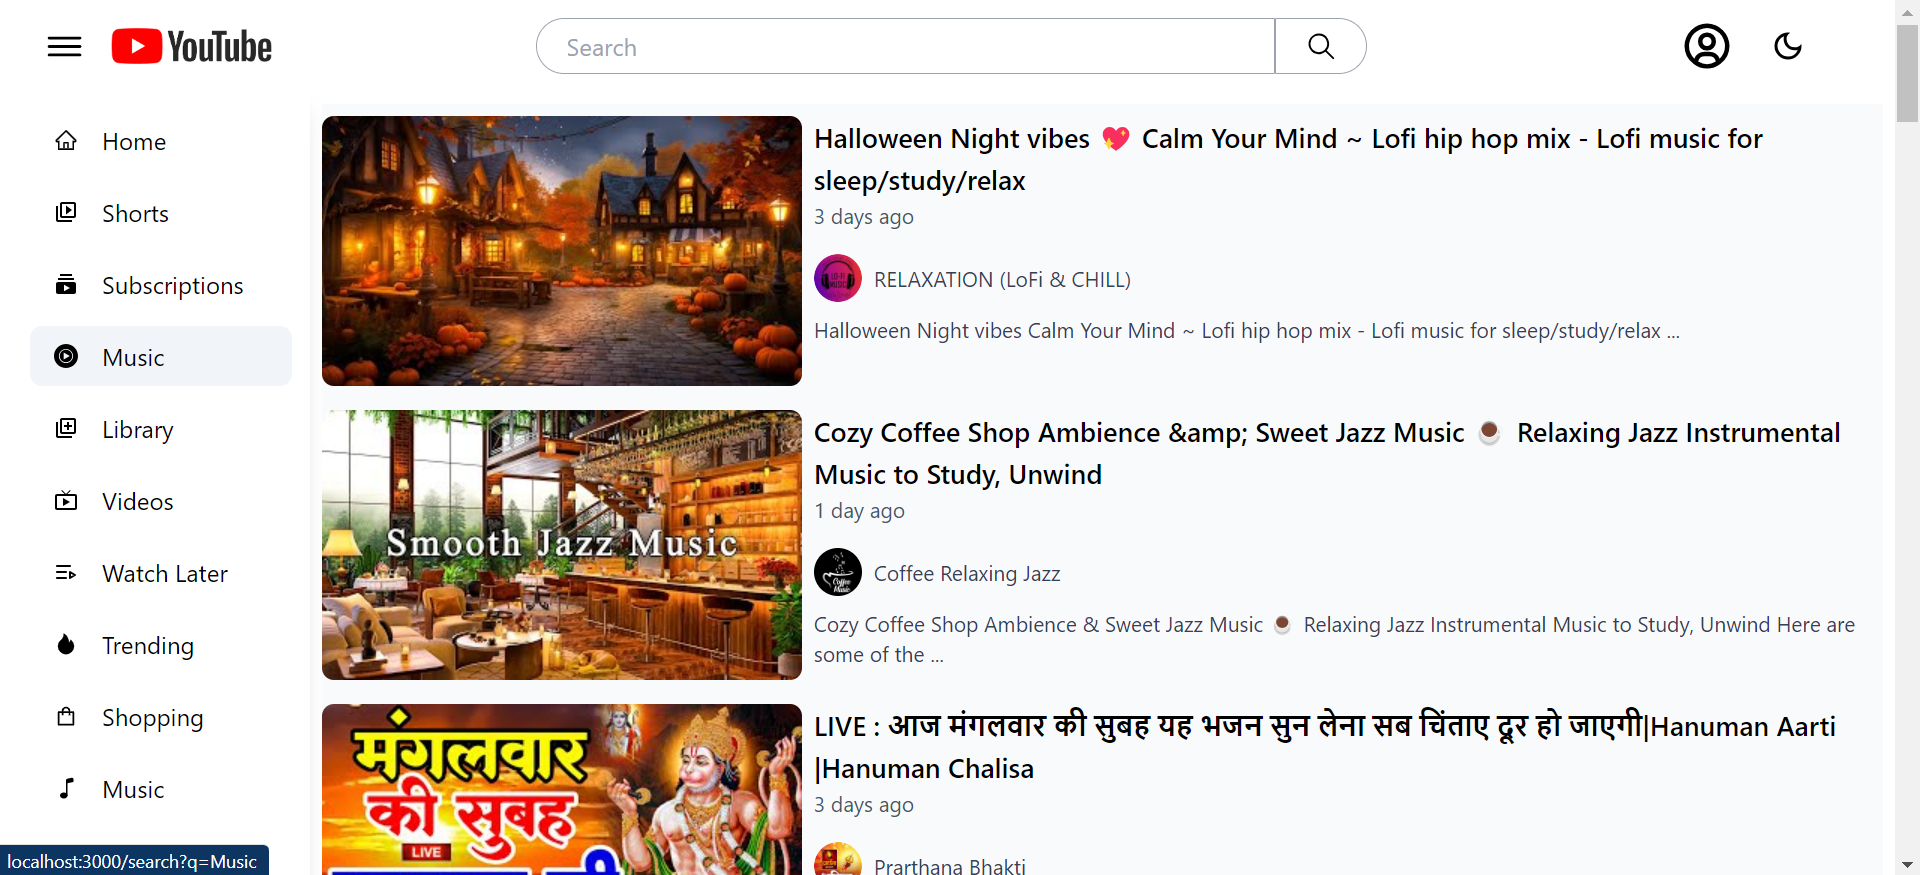 YouTube
Search
Home
Shorts
Subscriptions
Music
Library
Videos
Watch Later
Trending
Shopping
Music
Halloween Night vibes 💖 Calm Your Mind ~ Lofi hip hop mix - Lofi music for
sleep/study/relax
3 days ago
LO-FI
MUSIC
RELAXATION (LoFi & CHILL)
Halloween Night vibes Calm Your Mind ~ Lofi hip hop mix - Lofi music for sleep/study/relax ...
Smooth Jazz Music
Cozy Coffee Shop Ambience &amp; Sweet Jazz Music ☕ Relaxing Jazz Instrumental
Music to Study, Unwind
1 day ago
Coffee
Music
Coffee Relaxing Jazz
Cozy Coffee Shop Ambience & Sweet Jazz Music ☕ Relaxing Jazz Instrumental Music to Study, Unwind Here are
some of the ...
मंगलवार
की सुबह
LIVE
LIVE : आज मंगलवार की सुबह यह भजन सुन लेना सब चिंताए दूर हो जाएगी|Hanuman Aarti
|Hanuman Chalisa
3 days ago
Prarthana Bhakti
localhost:3000/search?q=Music